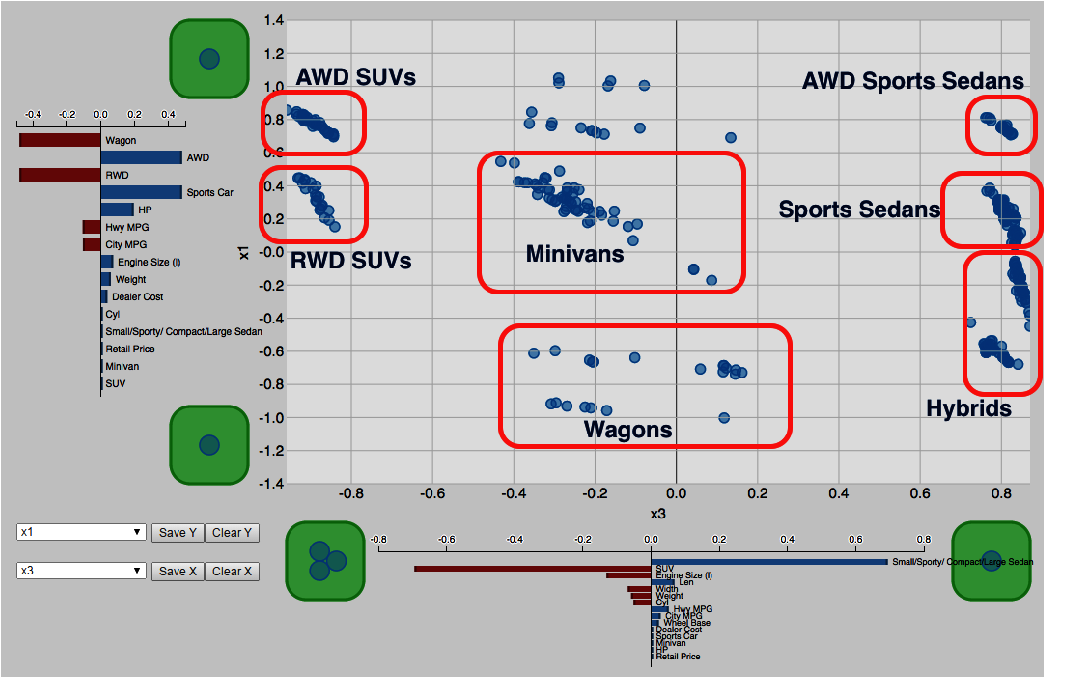 1.4
1.2
1.0
0.8
0.6
0.4
0.2
-0.0
-0.2
-0.4
-0.6
-0.8
-1.0
-1.2
-1.4
x1
AWD SUVs
AWD Sports Sedans
Sports Sedans
Minivans
RWD SUVs
Hybrids
Wagons
-0.8 -0.6 -0.4 -0.2 0.0 0.2 0.4 0.6 0.8
x3
-0.4 -0.2 0.0 0.2 0.4
Wagon
AWD
RWD
Sports Car
HP
Hwy MPG
City MPG
Engine Size (l)
Weight
Dealer Cost
Cyl
Small/Sporty/ Compact/Large Sedan
Retail Price
Minvan
SUV
x1 ▼ Save Y Clear Y
x3 ▼ Save X Clear X
-0.8 -0.6 -0.4 -0.2 0.0 0.2 0.4 0.6 0.8
Small/Sporty/ Compact/Large Sedan
SUV
Engine Size (l)
Len
Width
Weight
Cyl
Hwy MPG
City MPG
Wheel Base
Dealer Cost
Sports Car
Minivan
HP
Retail Price